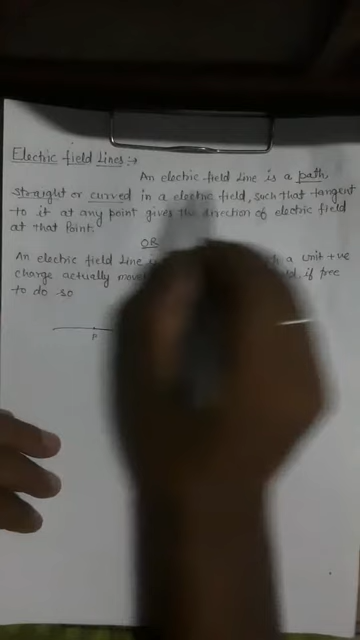 Electric field Lines :→
An electric field Line is a path
straight or curved in a electric field, such that tangent
to it at any point gives the direction of electric field
at that point.
OR
An electric field Line is a unit +ve
charge actually if free
to do so
P